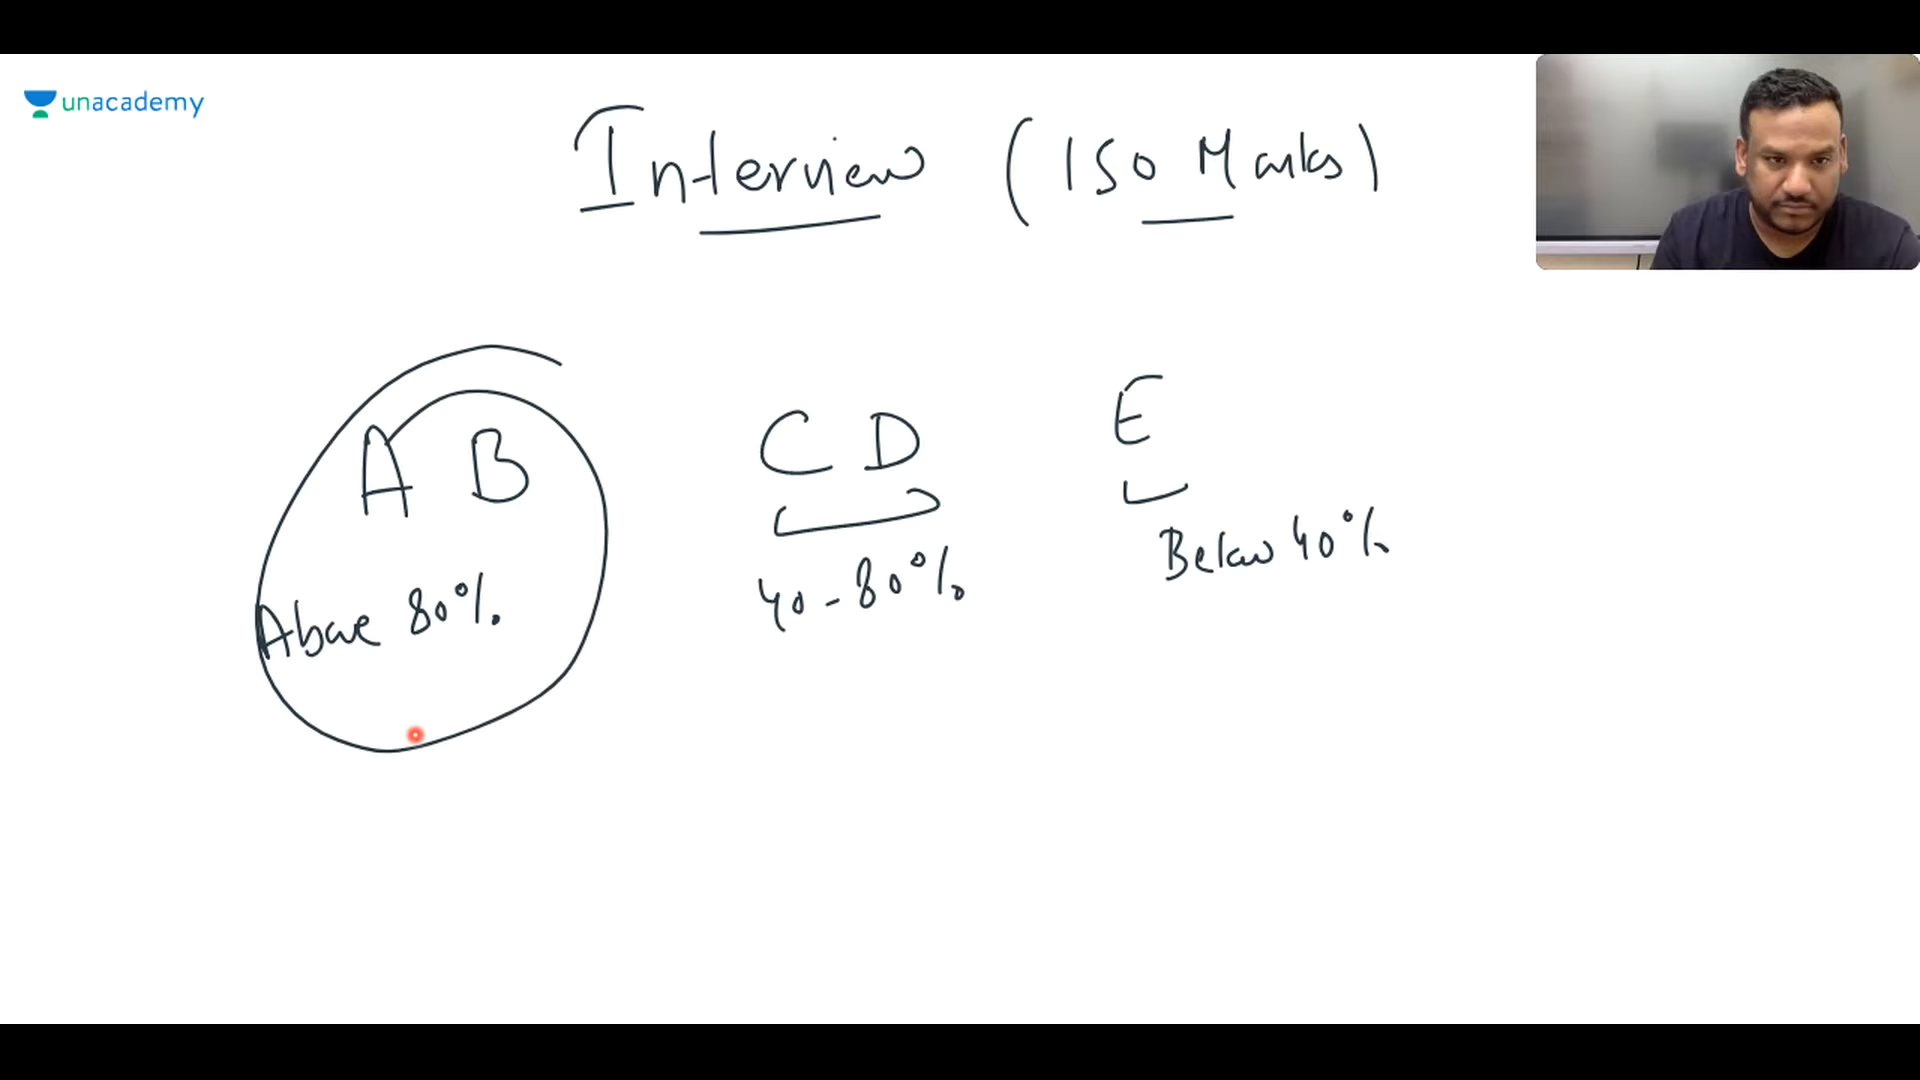 unacademy
Interview (150 Marks)
A B
Above 80%
C D
40-80%
E
Below 40%